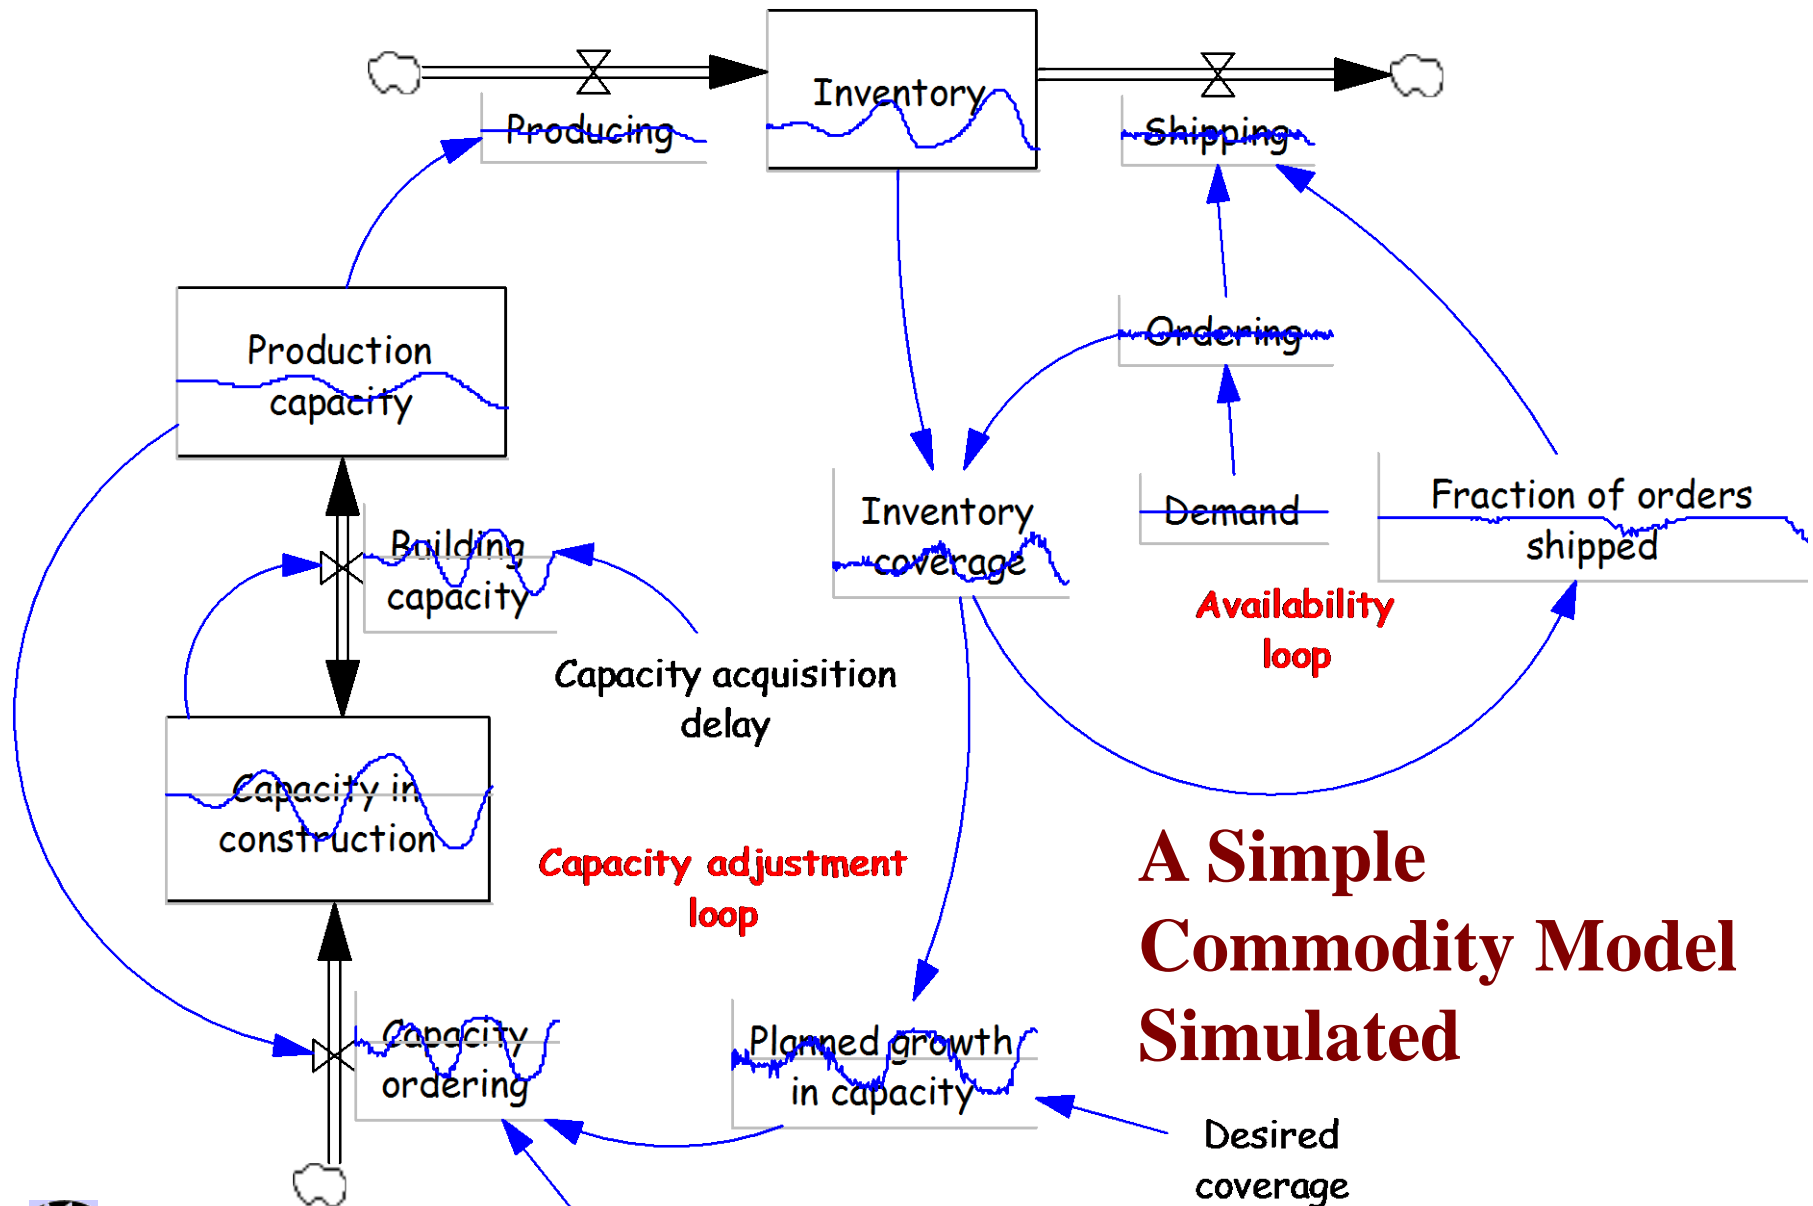 Inventory
Producing
Shipping
Production
capacity
Ordering
Inventory
coverage
Demand
Fraction of orders
shipped
Building
capacity
Availability
loop
Capacity acquisition
delay
Capacity in
construction
Capacity adjustment
loop
A Simple
Commodity Model
Simulated
Capacity
ordering
Planned growth
in capacity
Desired
coverage